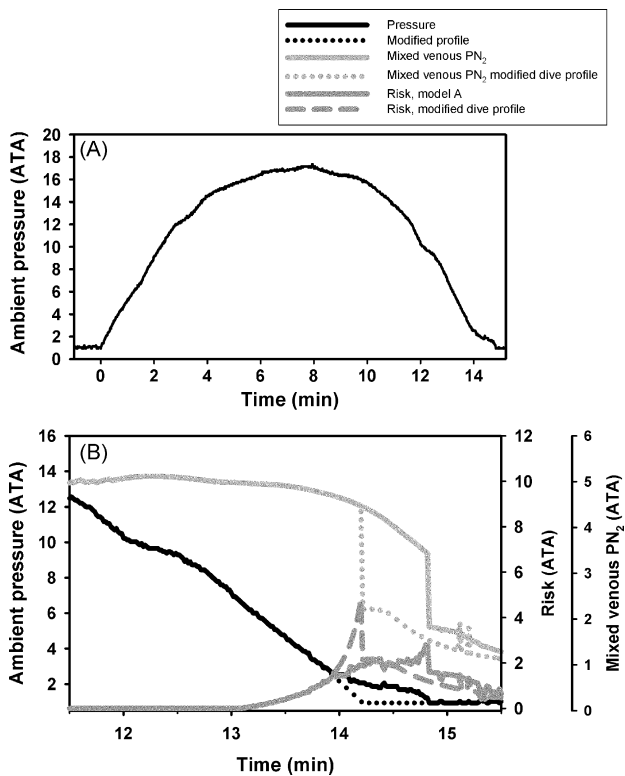 Pressure
Modified profile
Mixed venous PN2
Mixed venous PN2 modified dive profile
Risk, model A
Risk, modified dive profile
(A)
Ambient pressure (ATA)
20
18
16
14
12
10
8
6
4
2
0
0 2 4 6 8 10 12 14
Time (min)
(B)
Ambient pressure (ATA)
16
14
12
10
8
6
4
2
12 13 14 15
Time (min)
12
10
8
6
4
2
0
Risk (ATA)
6
5
4
3
2
1
0
Mixed venous PN2 (ATA)